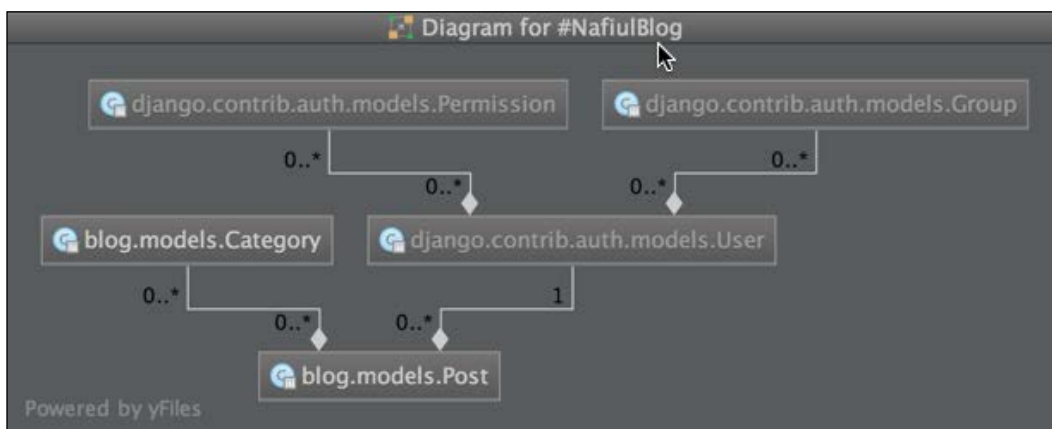 Diagram for #NafiulBlog
django.contrib.auth.models.Permission
django.contrib.auth.models.Group
0..*
0..*
0..*
0..*
blog.models.Category
django.contrib.auth.models.User
0..*
1
0..*
0..*
blog.models.Post
Powered by yFiles